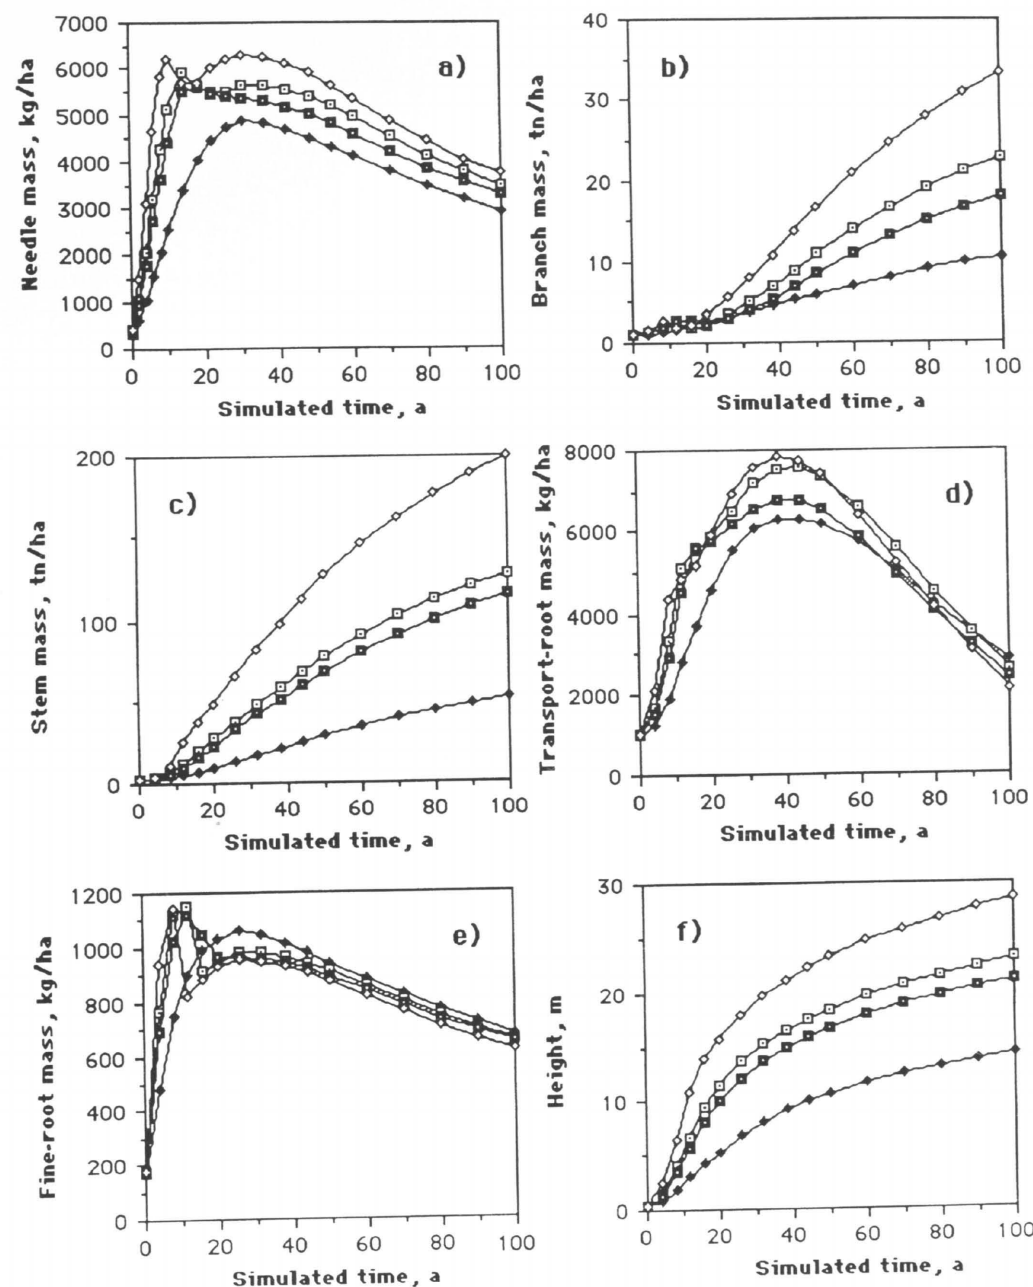 7000
6000
5000
4000
3000
2000
1000
0
Needle mass, kg/ha
a)
0 20 40 60 80 100
Simulated time, a
40
30
20
10
0
Branch mass, tn/ha
b)
0 20 40 60 80 100
Simulated time, a
200
100
0
Stem mass, tn/ha
c)
0 20 40 60 80 100
Simulated time, a
8000
6000
4000
2000
0
Transport-root mass, kg/ha
d)
0 20 40 60 80 100
Simulated time, a
1200
1000
800
600
400
200
0
Fine-root mass, kg/ha
e)
0 20 40 60 80 100
Simulated time, a
30
20
10
0
Height, m
f)
0 20 40 60 80 100
Simulated time, a